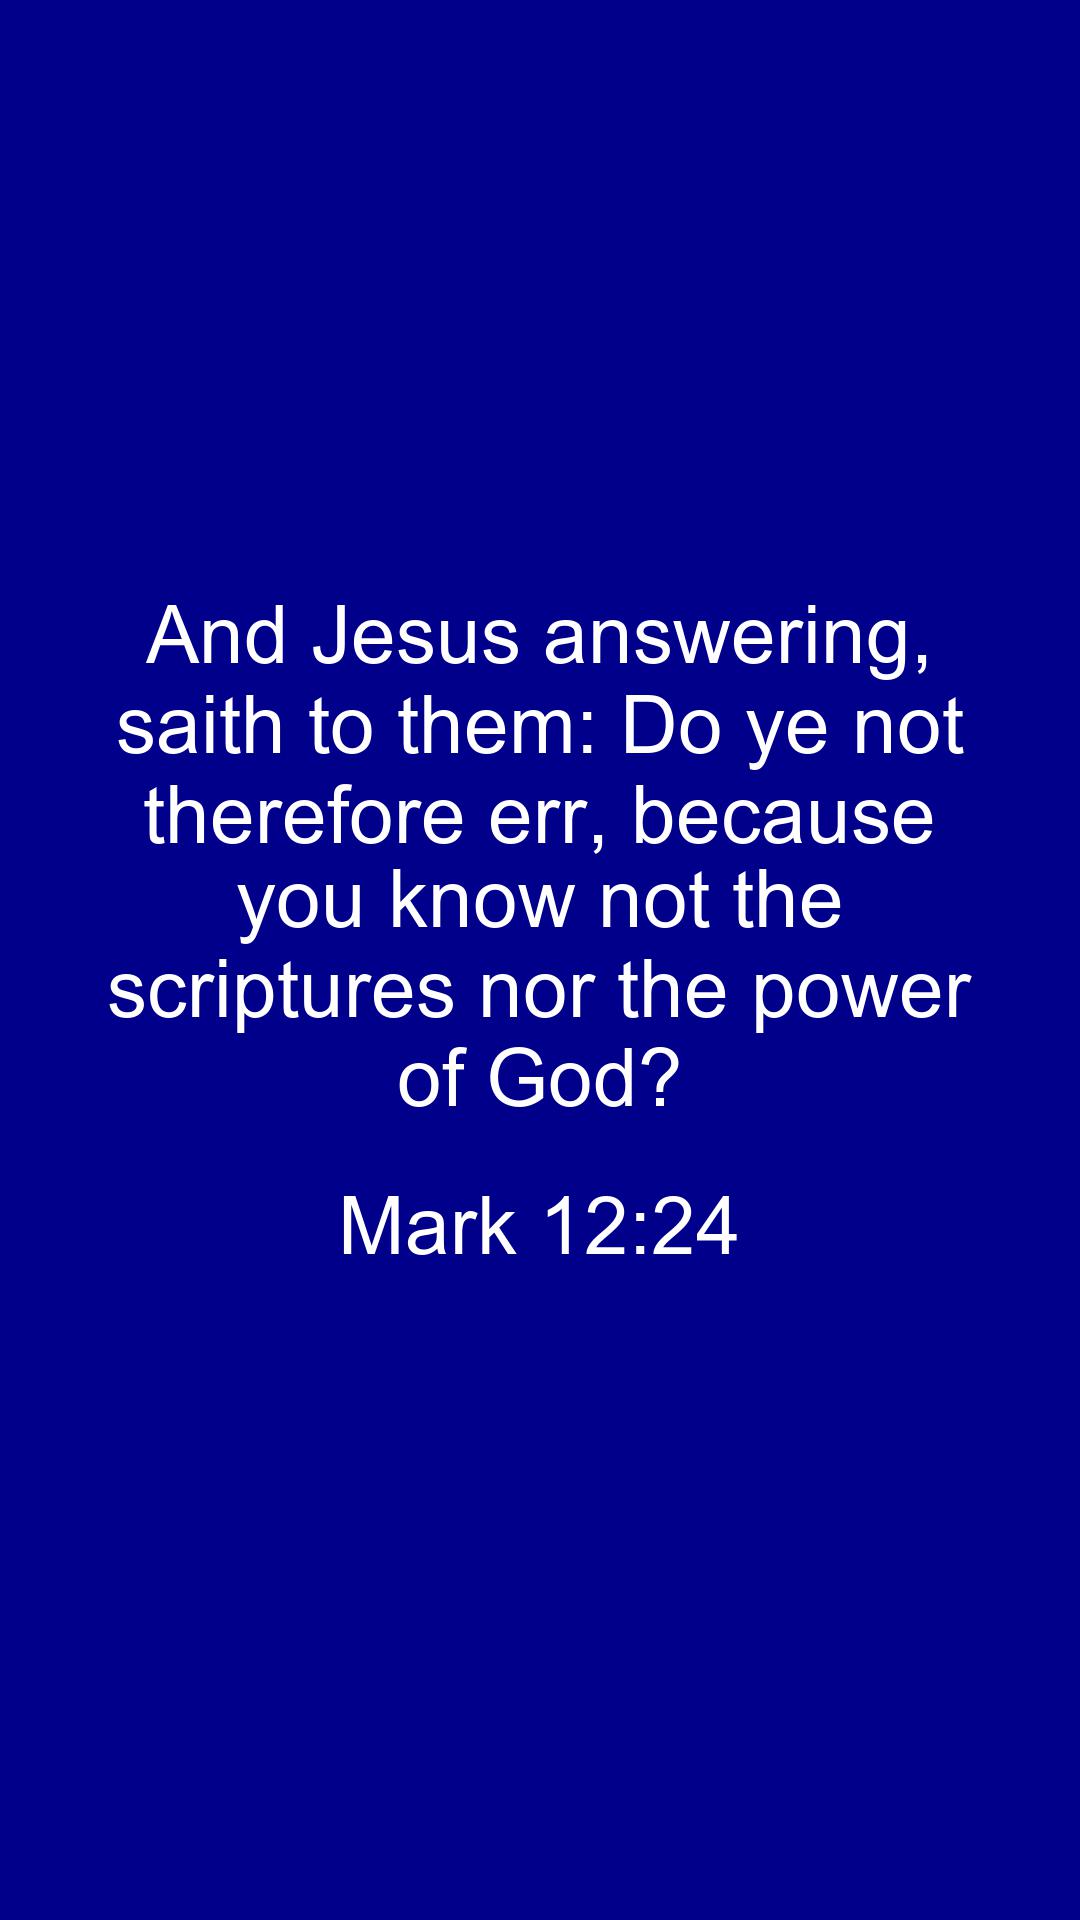 And Jesus answering,
saith to them: Do ye not
therefore err, because
you know not the
scriptures nor the power
of God?
Mark 12:24